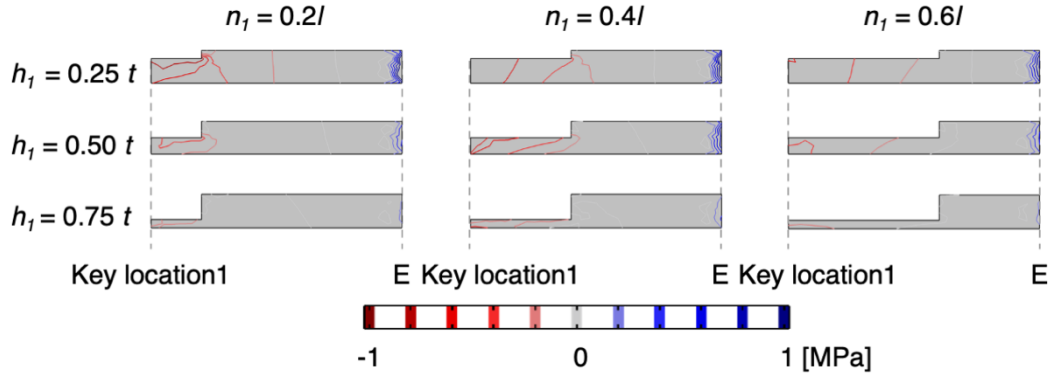 n₁ = 0.2l n₁ = 0.4l n₁ = 0.6l
h₁ = 0.25 t
h₁ = 0.50 t
h₁ = 0.75 t
Key location1 E Key location1 E Key location1 E
-1 0 1 [MPa]